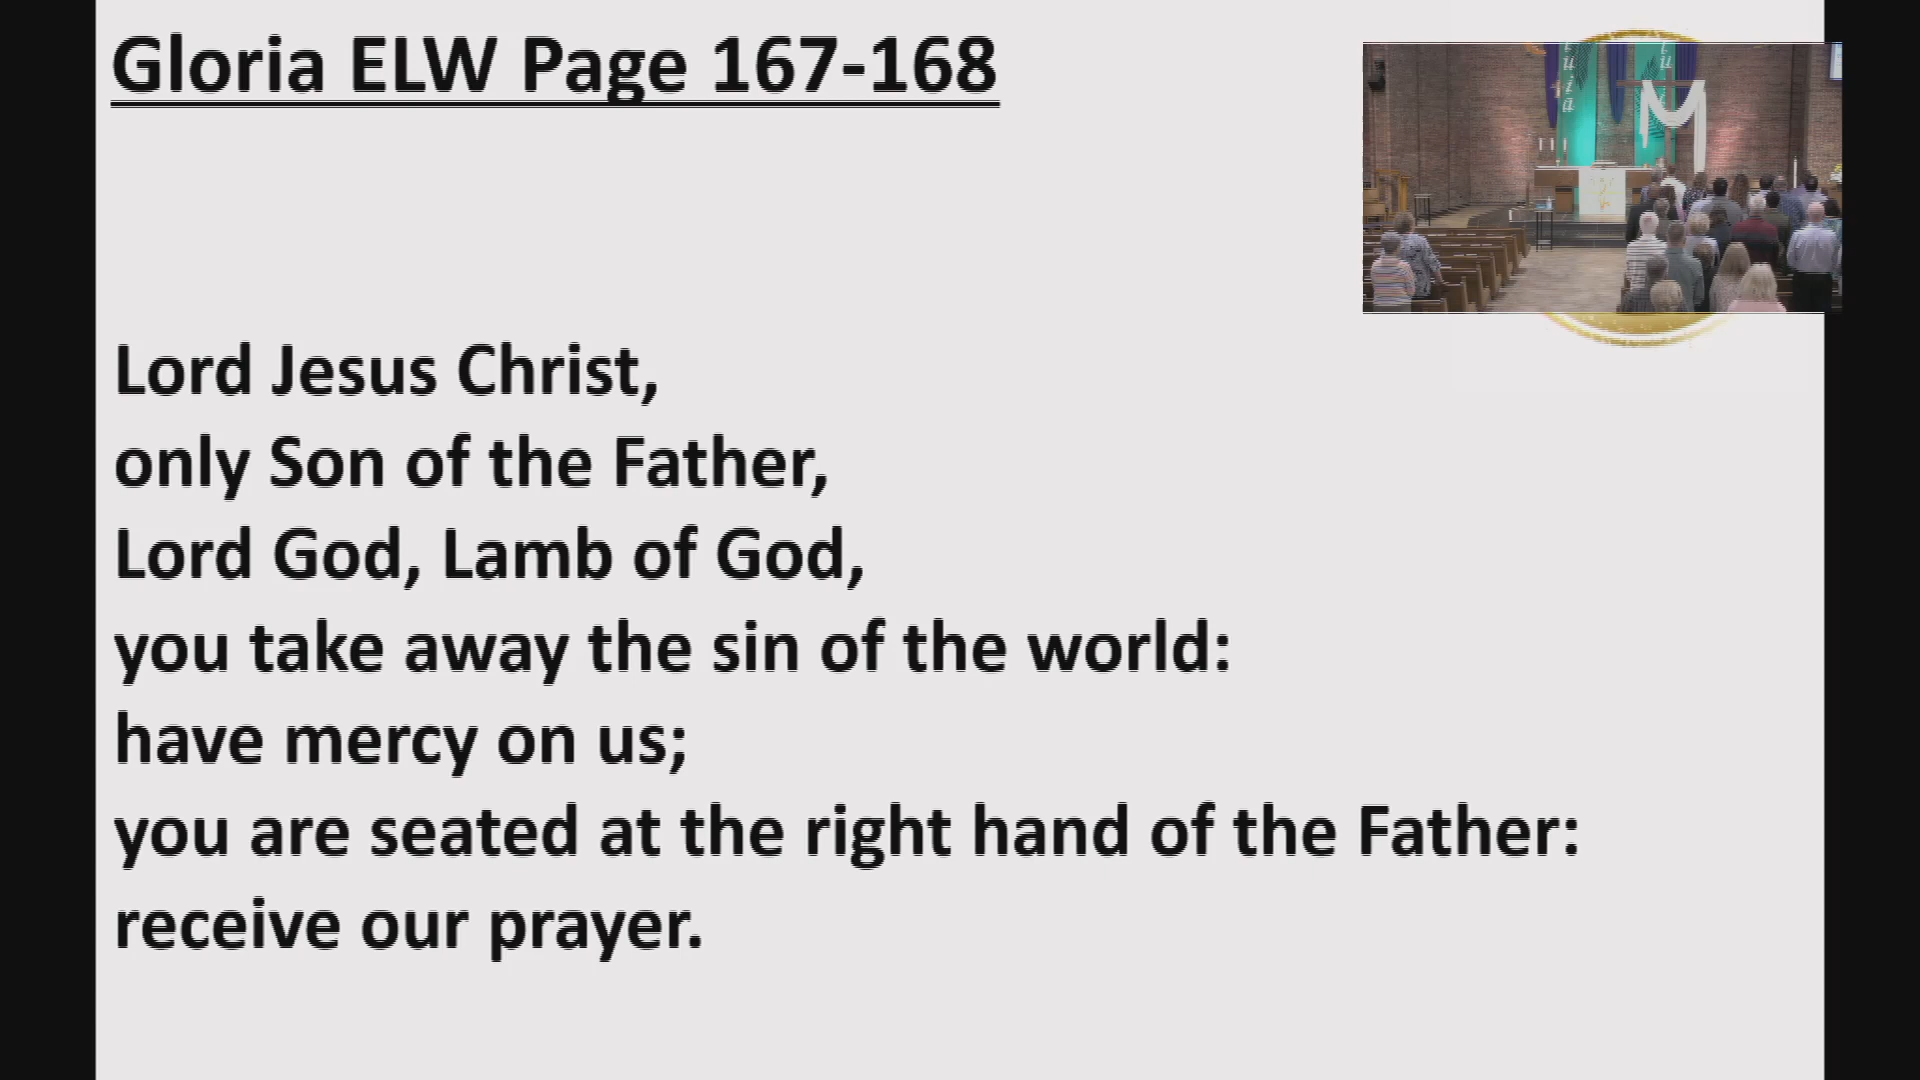 Gloria ELW Page 167-168
Lord Jesus Christ,
only Son of the Father,
Lord God, Lamb of God,
you take away the sin of the world:
have mercy on us;
you are seated at the right hand of the Father:
receive our prayer.